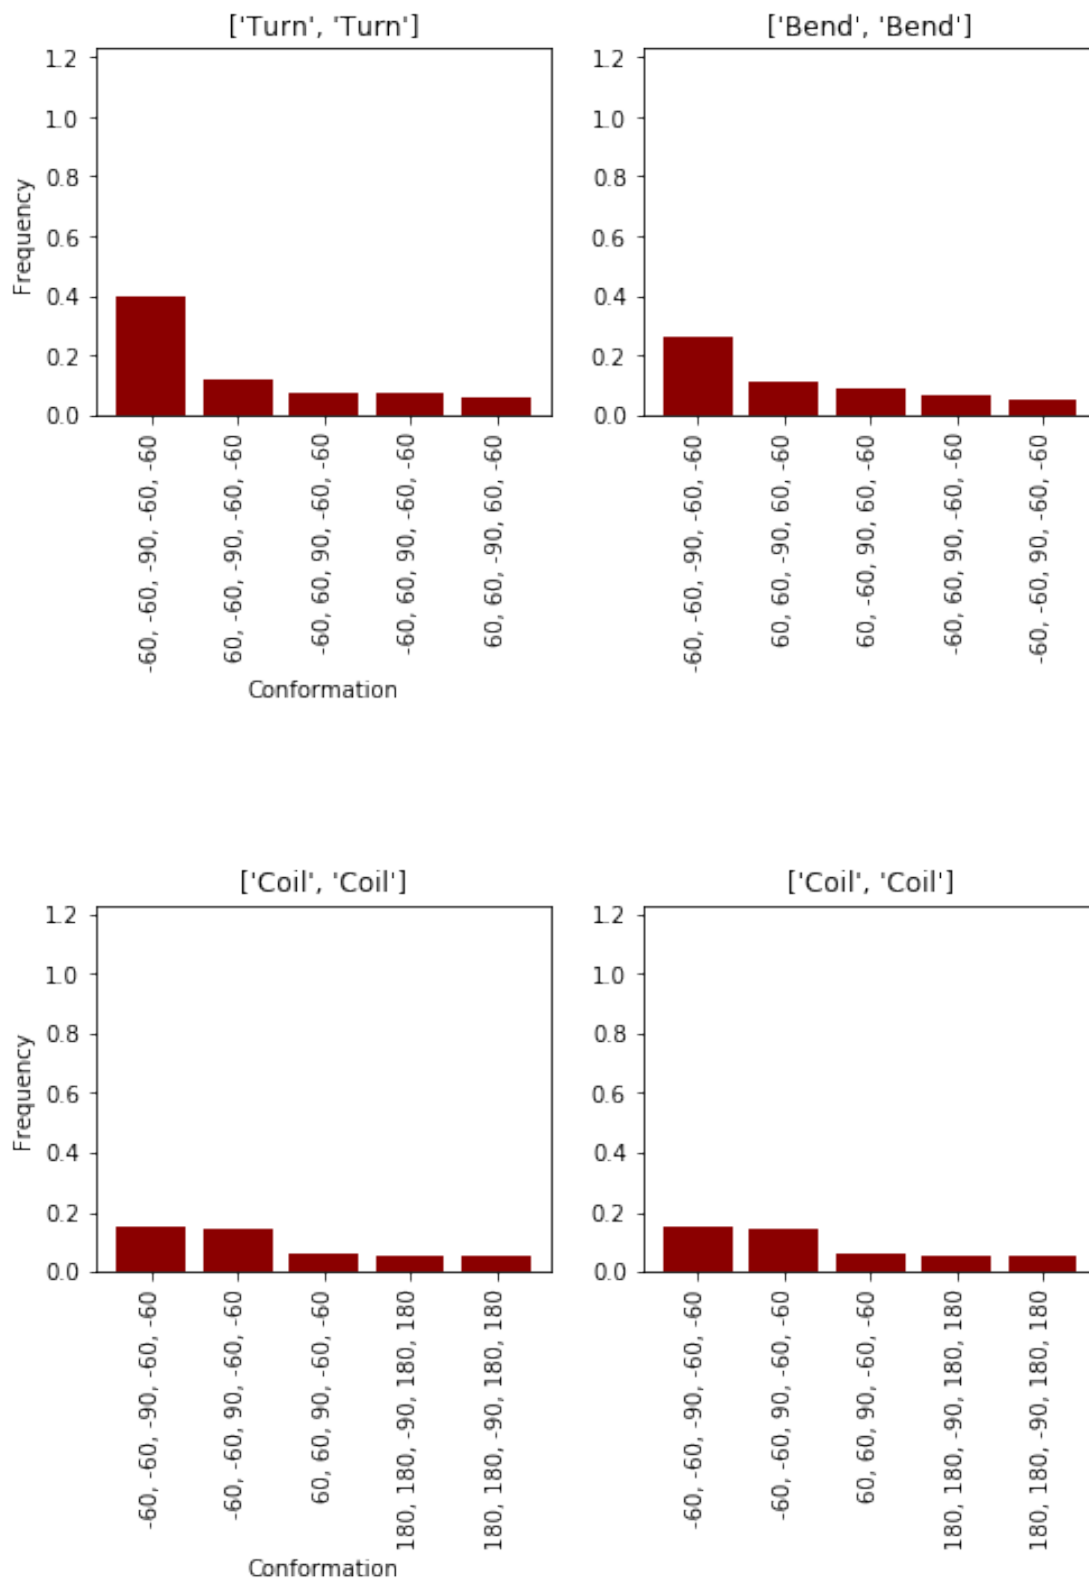 ['Turn', 'Turn']
['Bend', 'Bend']
1.2
1.0
0.8
0.6
0.4
0.2
0.0
Frequency
1.2
1.0
0.8
0.6
0.4
0.2
0.0
-60, -60, -90, -60, -60
60, -60, -90, -60, -60
-60, 60, 90, -60, -60
-60, 60, 90, -60, -60
60, 60, -90, 60, -60
Conformation
-60, -60, -90, -60, -60
60, 60, -90, 60, -60
60, -60, 90, 60, -60
-60, 60, 90, -60, -60
-60, -60, 90, -60, -60
['Coil', 'Coil']
['Coil', 'Coil']
1.2
1.0
0.8
0.6
0.4
0.2
0.0
Frequency
1.2
1.0
0.8
0.6
0.4
0.2
0.0
-60, -60, -90, -60, -60
-60, -60, 90, -60, -60
60, 60, 90, -60, -60
180, 180, -90, 180, 180
180, 180, -90, 180, 180
Conformation
-60, -60, -90, -60, -60
-60, -60, 90, -60, -60
60, 60, 90, -60, -60
180, 180, -90, 180, 180
180, 180, -90, 180, 180